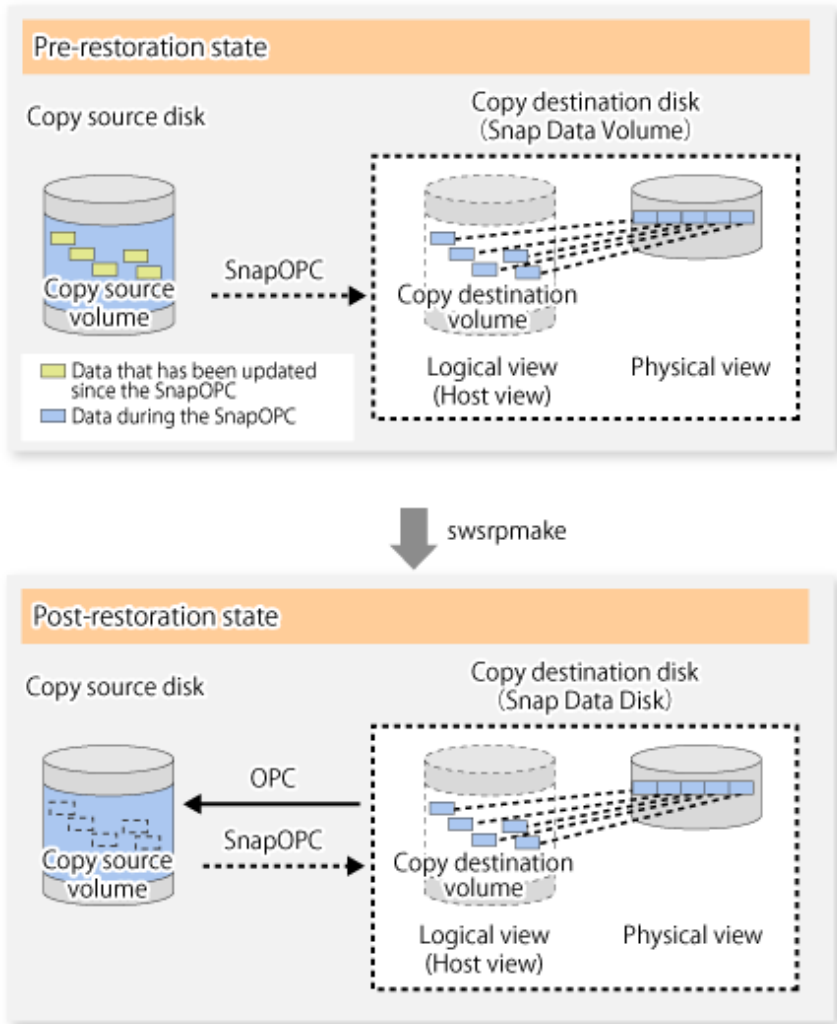 Pre-restoration state
Copy source disk
Copy destination disk
(Snap Data Volume)
SnapOPC
Copy source
volume
Copy destination
volume
Logical view
(Host view)
Physical view
Data that has been updated
since the SnapOPC
Data during the SnapOPC
swsrpmake
Post-restoration state
Copy source disk
Copy destination disk
(Snap Data Disk)
OPC
SnapOPC
Copy source
volume
Copy destination
volume
Logical view
(Host view)
Physical view